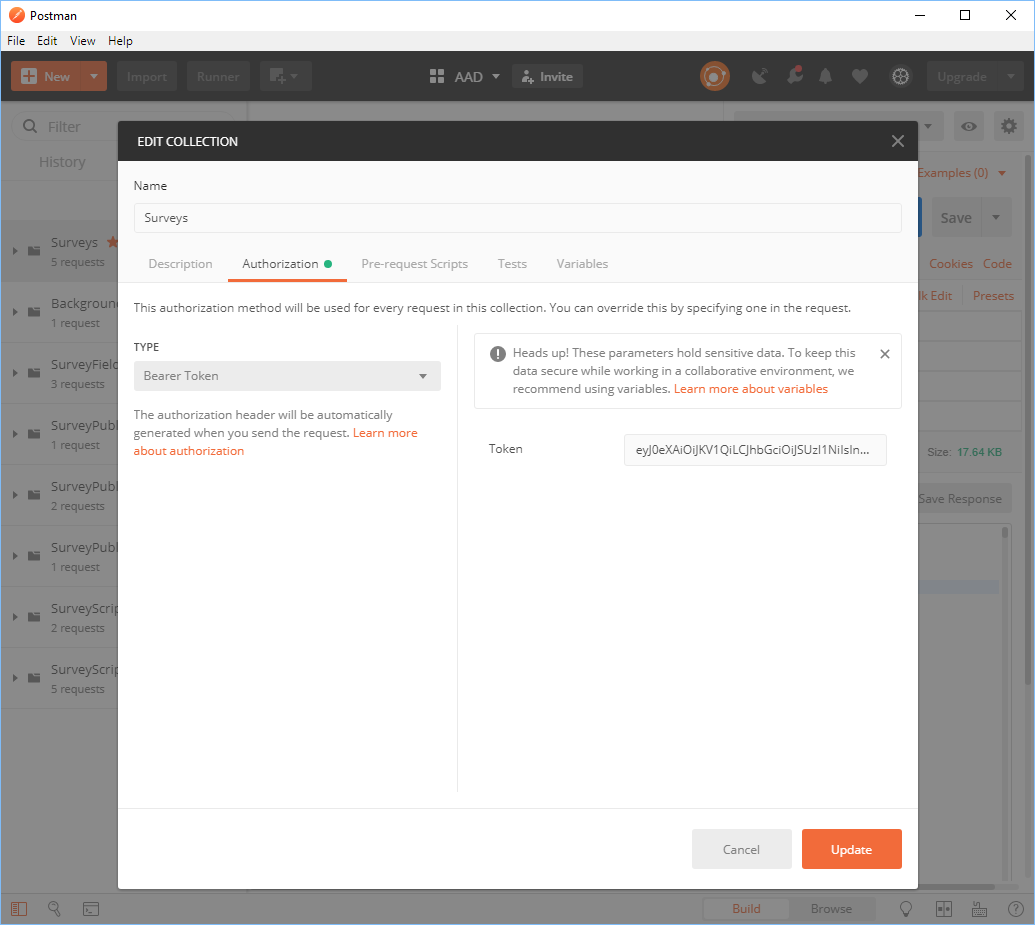 Postman
File Edit View Help
New Import Runner AAD Invite Upgrade
Filter
History
Examples (0)
Save
Cookies Code
Bulk Edit Presets
Size: 17.64 KB
Save Response
Surveys
5 requests
Background
1 request
SurveyField
3 requests
SurveyPubl
1 request
SurveyPubl
2 requests
SurveyPubl
1 request
SurveyScrip
2 requests
SurveyScrip
5 requests
EDIT COLLECTION
Name
Surveys
Description Authorization Pre-request Scripts Tests Variables
This authorization method will be used for every request in this collection. You can override this by specifying one in the request.
TYPE
Bearer Token
The authorization header will be automatically
generated when you send the request. Learn more
about authorization
Heads up! These parameters hold sensitive data. To keep this
data secure while working in a collaborative environment, we
recommend using variables. Learn more about variables
Token
eyJ0eXAiOiJKV1QiLCJhbGciOiJSUzI1NiIsIn...
Cancel Update
Build Browse